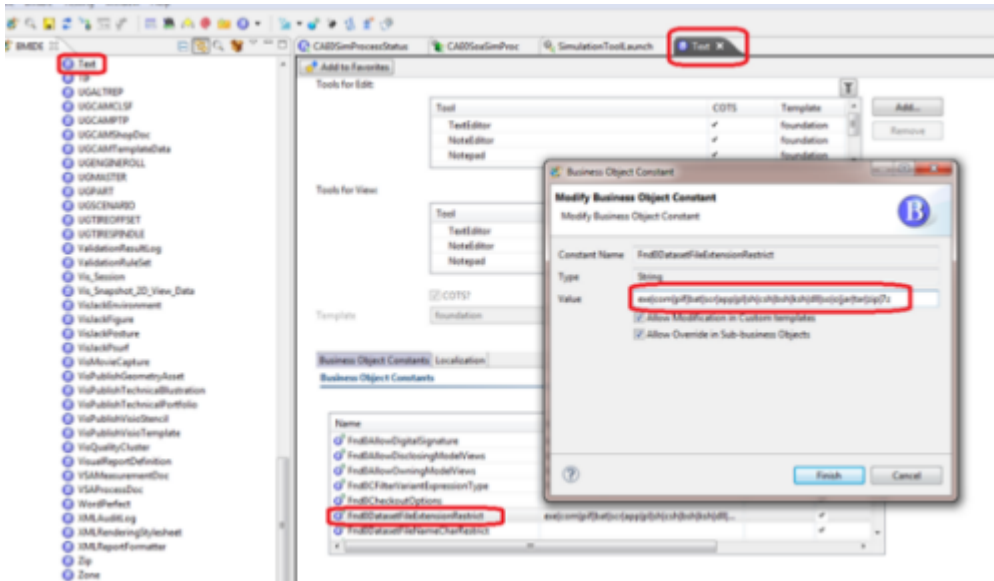 BMIDE
CAE0SimProcessStatus
CAE0SoaSimProc
SimulationToolLaunch
Text
Add to Favorites
Text
Tip
UGALTREP
UGCAMCLSF
UGCAMPTP
UGCAMShopDoc
UGCAMTemplateData
UGENGINEROLL
UGMASTER
UGPART
UGSCENARIO
UGTIREOFFSET
UGTIRESPINDLE
ValidationResultLog
ValidationRuleSet
Vis_Session
Vis_Snapshot_2D_View_Data
VisJackEnvironment
VisJackFigure
VisJackPosture
VisJackPsurf
VisMovieCapture
VisPublishGeometryAsset
VisPublishTechnicalIllustration
VisPublishTechnicalPortfolio
VisPublishVisioStencil
VisPublishVisioTemplate
VisQualityCluster
VisualReportDefinition
VSAMeasurementDoc
VSAProcessDoc
WordPerfect
XMLAuditLog
XMLRenderingStylesheet
XMLReportFormatter
Zip
Zone
Tools for Edit:
Tool COTS Template
TextEditor foundation
NoteEditor foundation
Notepad foundation
Add...
Remove
Tools for View:
Tool
TextEditor
NoteEditor
Notepad
COTS?
Template foundation
Business Object Constants Localization
Business Object Constants
Name
Fnd0AllowDigitalSignature
Fnd0AllowDisclosingModelViews
Fnd0AllowOwningModelViews
Fnd0CFilterVariantExpressionType
Fnd0CheckoutOptions
Fnd0DatasetFileExtensionRestrict
Fnd0DatasetFileNameCharRestrict
Business Object Constant
Modify Business Object Constant
Modify Business Object Constant
B
Constant Name Fnd0DatasetFileExtensionRestrict
Type String
Value
Allow Modification in Custom templates
Allow Override in Sub-business Objects
Finish Cancel